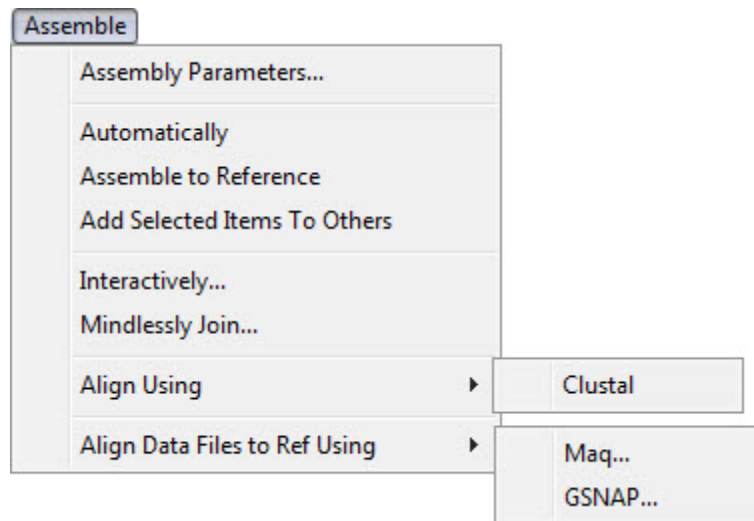 Assemble
Assembly Parameters...
Automatically
Assemble to Reference
Add Selected Items To Others
Interactively...
Mindlessly Join...
Align Using
Clustal
Align Data Files to Ref Using
Maq...
GSNAP...